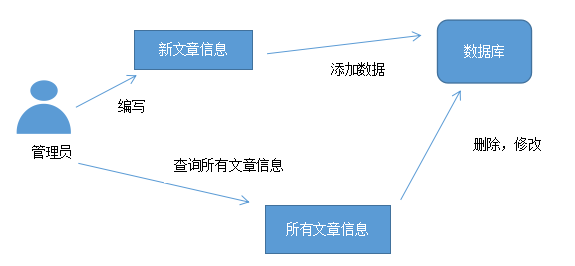 新文章信息
数据库
添加数据
编写
管理员
删除，修改
查询所有文章信息
所有文章信息